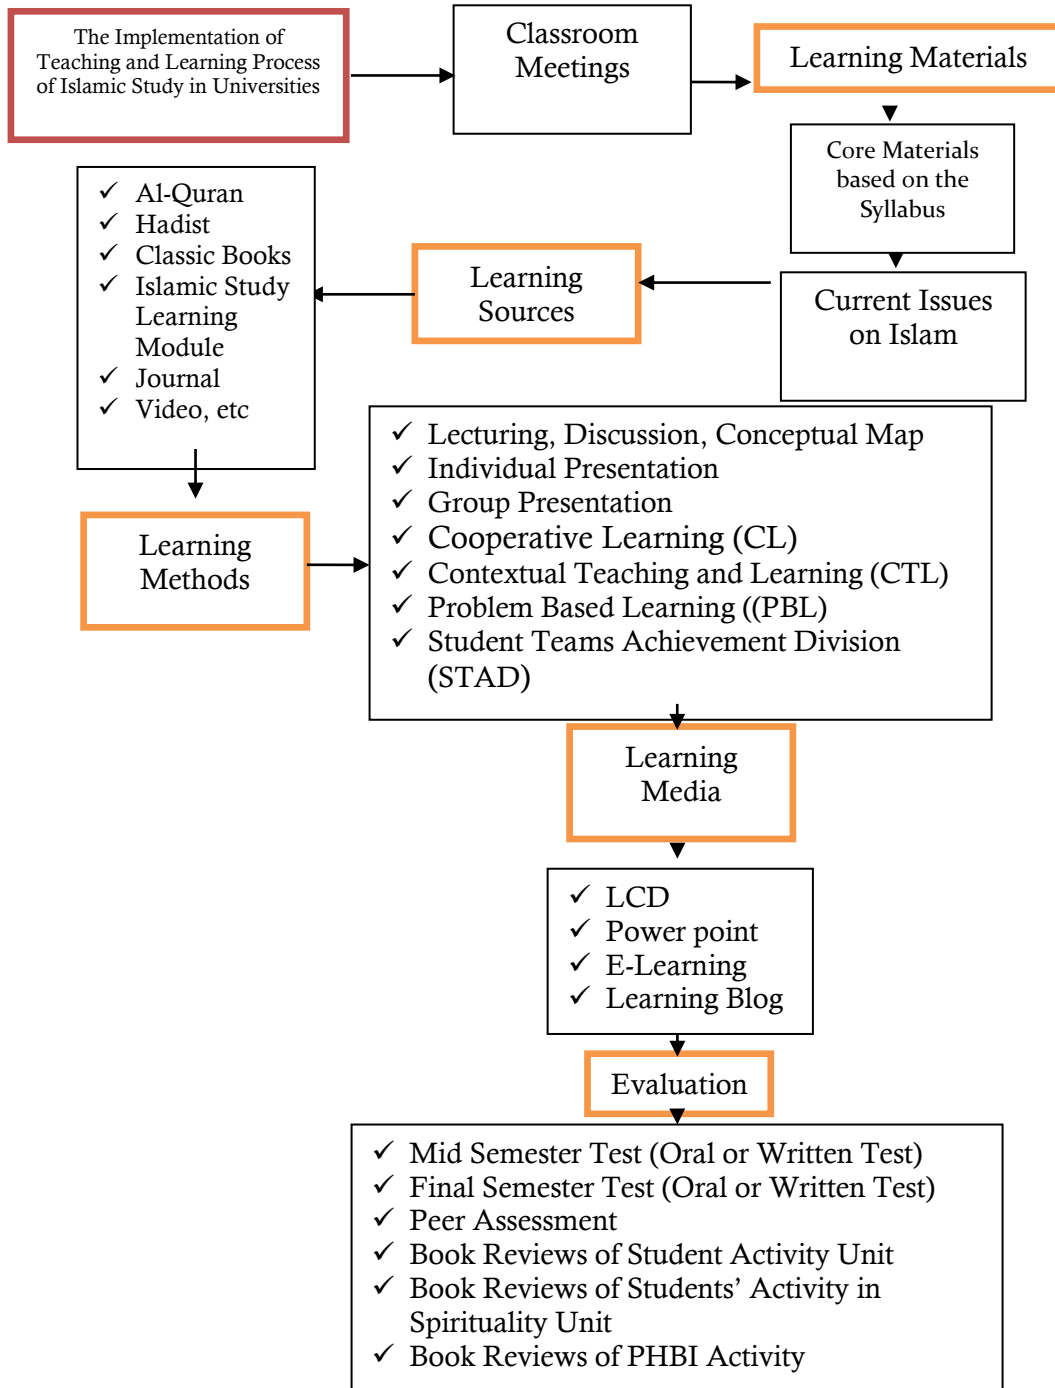 The Implementation of
Teaching and Learning Process
of Islamic Study in Universities
Classroom
Meetings
Learning Materials
Core Materials
based on the
Syllabus
Current Issues
on Islam
Learning
Sources
✓ Al-Quran
✓ Hadist
✓ Classic Books
✓ Islamic Study
Learning
Module
✓ Journal
✓ Video, etc
Learning
Methods
✓ Lecturing, Discussion, Conceptual Map
✓ Individual Presentation
✓ Group Presentation
✓ Cooperative Learning (CL)
✓ Contextual Teaching and Learning (CTL)
✓ Problem Based Learning ((PBL)
✓ Student Teams Achievement Division
(STAD)
Learning
Media
✓ LCD
✓ Power point
✓ E-Learning
✓ Learning Blog
Evaluation
✓ Mid Semester Test (Oral or Written Test)
✓ Final Semester Test (Oral or Written Test)
✓ Peer Assessment
✓ Book Reviews of Student Activity Unit
✓ Book Reviews of Students’ Activity in
Spirituality Unit
✓ Book Reviews of PHBI Activity